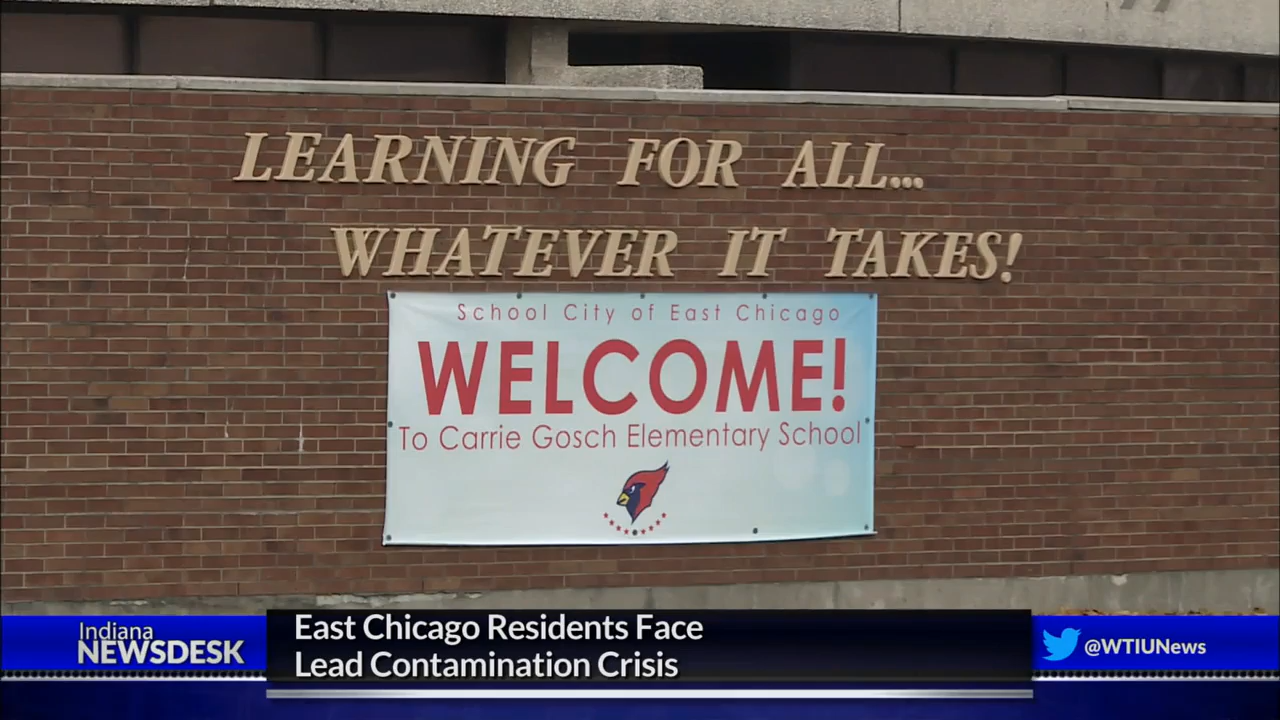 LEARNING FOR ALL...
WHATEVER IT TAKES!
School City of East Chicago
WELCOME!
To Carrie Gosch Elementary School
Indiana
NEWSDESK
East Chicago Residents Face
Lead Contamination Crisis
@WTIUNews